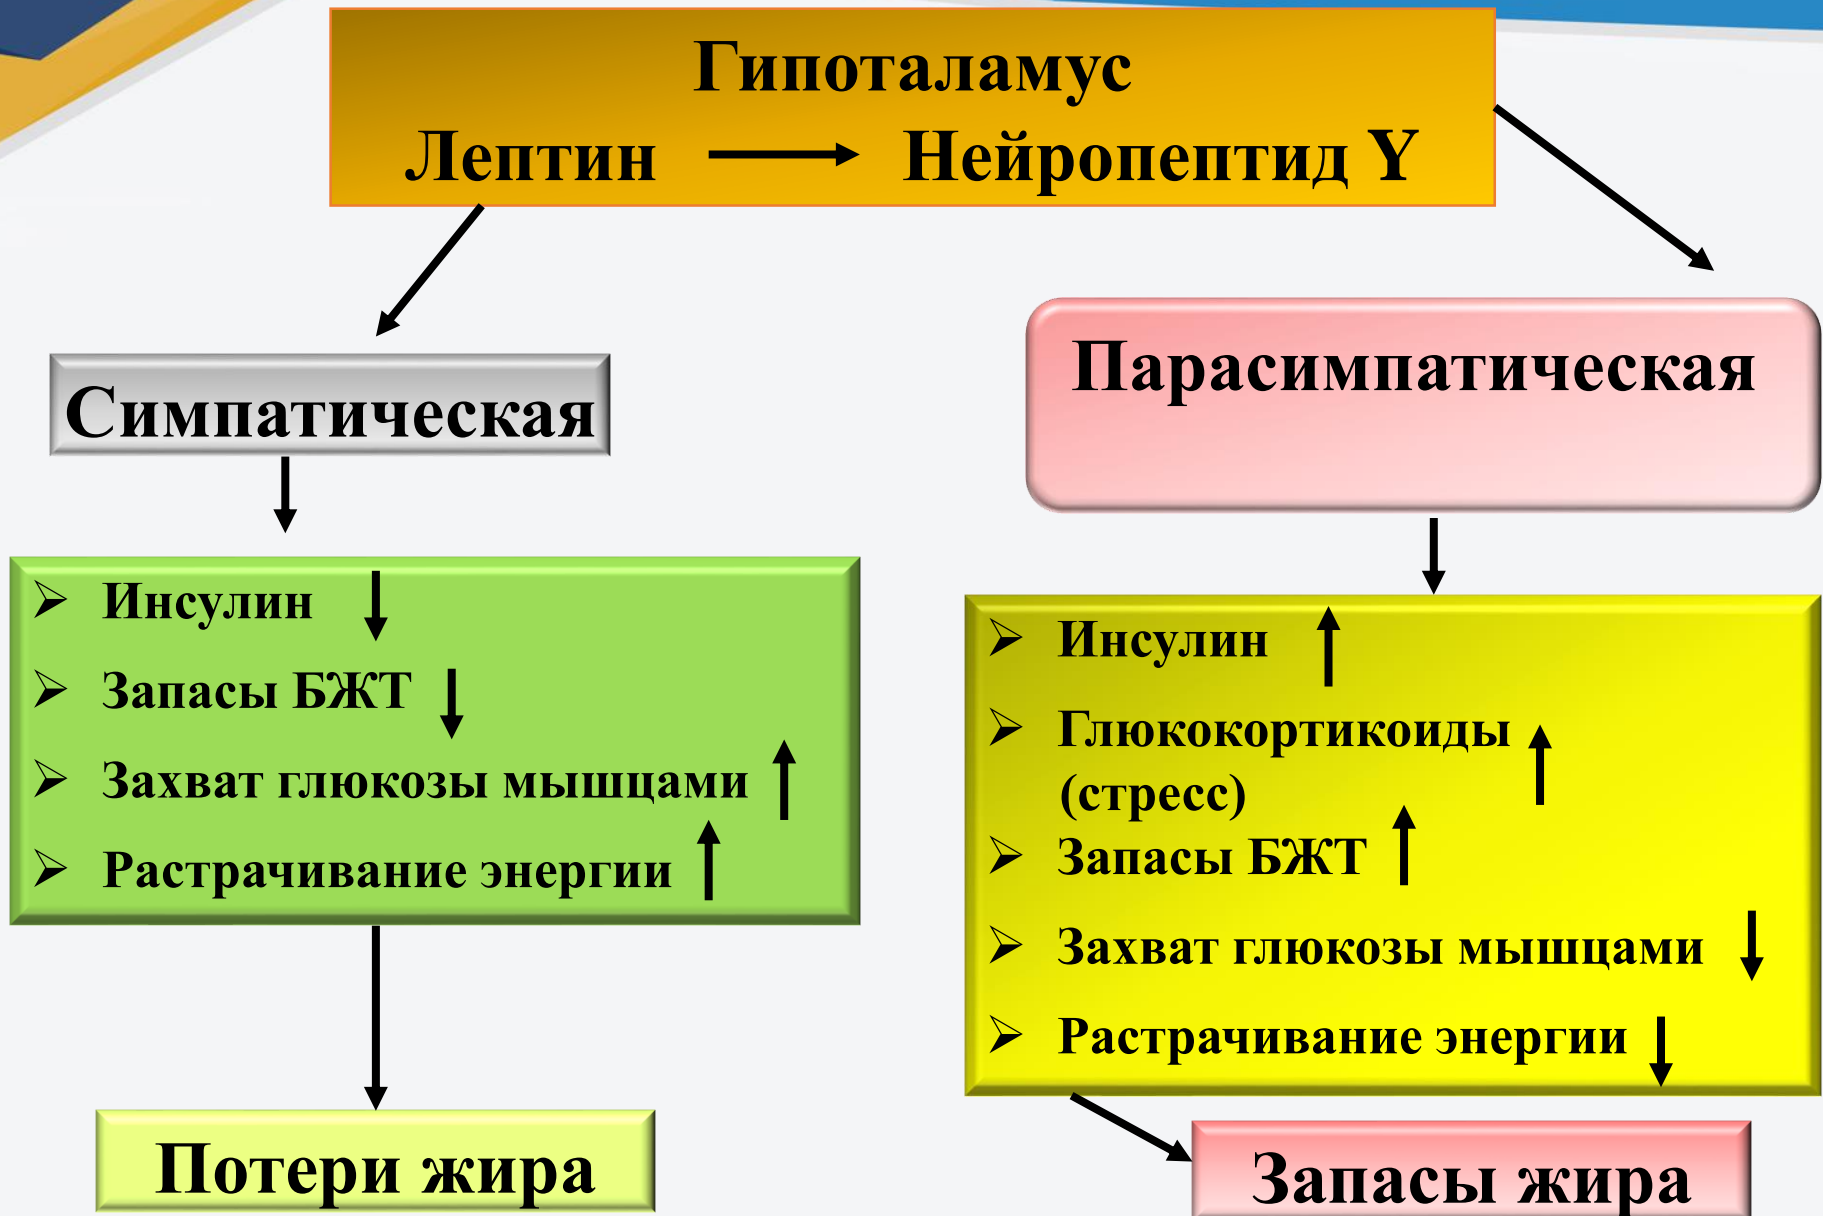 Гипоталамус
Лептин → Нейропептид Y
Симпатическая
Парасимпатическая
➢ Инсулин ↓
➢ Запасы БЖТ ↓
➢ Захват глюкозы мышцами ↑
➢ Растрачивание энергии ↑
➢ Инсулин ↑
➢ Глюкокортикоиды ↑
(стресс)
➢ Запасы БЖТ ↑
➢ Захват глюкозы мышцами ↓
➢ Растрачивание энергии ↓
Потери жира
Запасы жира